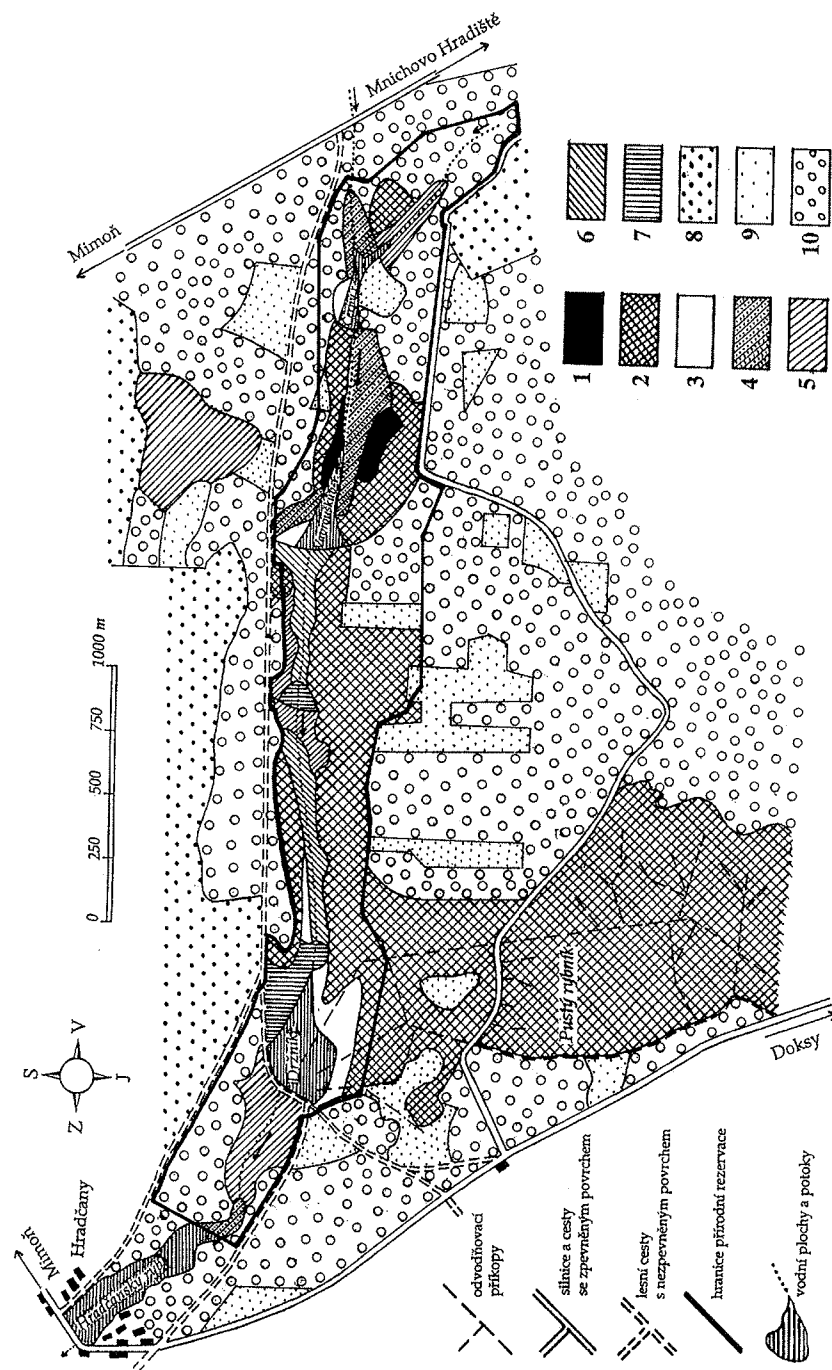 Mimoň
Hradčany
Hradčanský ryb.
S
Z
V
J
0
250
500
750
1000 m
Mimoň
Mnichovo Hradiště
Držník
Pustý rybník
Doksy
odvodňovací
příkopy
silnice a cesty
se zpevněným povrchem
lesní cesty
s nezpevněným povrchem
hranice přírodní rezervace
vodní plochy a potoky
1
2
3
4
5
6
7
8
9
10